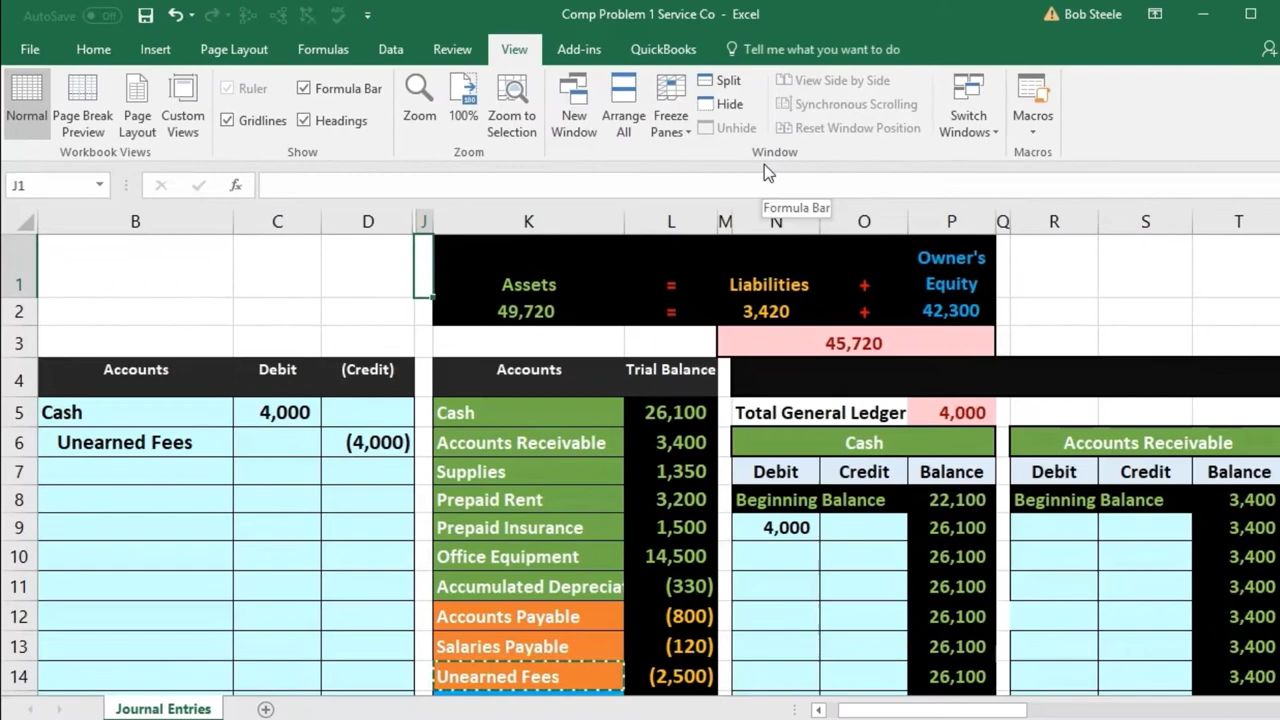 AutoSave Off
Comp Problem 1 Service Co - Excel
Bob Steele
File Home Insert Page Layout Formulas Data Review View Add-ins QuickBooks Tell me what you want to do
Normal
Page Break Preview
Page Layout
Custom Views
Workbook Views
Ruler
Formula Bar
Gridlines
Headings
Show
Zoom
100%
Zoom to Selection
Zoom
New Window
Arrange All
Freeze Panes
Split
Hide
Unhide
View Side by Side
Synchronous Scrolling
Reset Window Position
Window
Switch Windows
Macros
Macros
J1 fx
Formula Bar
B C D J K L M N O P Q R S T
1 Assets = Liabilities + Owner's Equity
2 49,720 = 3,420 + 42,300
3 45,720
4 Accounts Debit (Credit) Accounts Trial Balance
5 Cash 4,000 Cash 26,100 Total General Ledger 4,000
6 Unearned Fees (4,000) Accounts Receivable 3,400 Cash Accounts Receivable
7 Supplies 1,350 Debit Credit Balance Debit Credit Balance
8 Prepaid Rent 3,200 Beginning Balance 22,100 Beginning Balance 3,400
9 Prepaid Insurance 1,500 4,000 26,100 3,400
10 Office Equipment 14,500 26,100 3,400
11 Accumulated Deprecia (330) 26,100 3,400
12 Accounts Payable (800) 26,100 3,400
13 Salaries Payable (120) 26,100 3,400
14 Unearned Fees (2,500) 26,100 3,400
Journal Entries